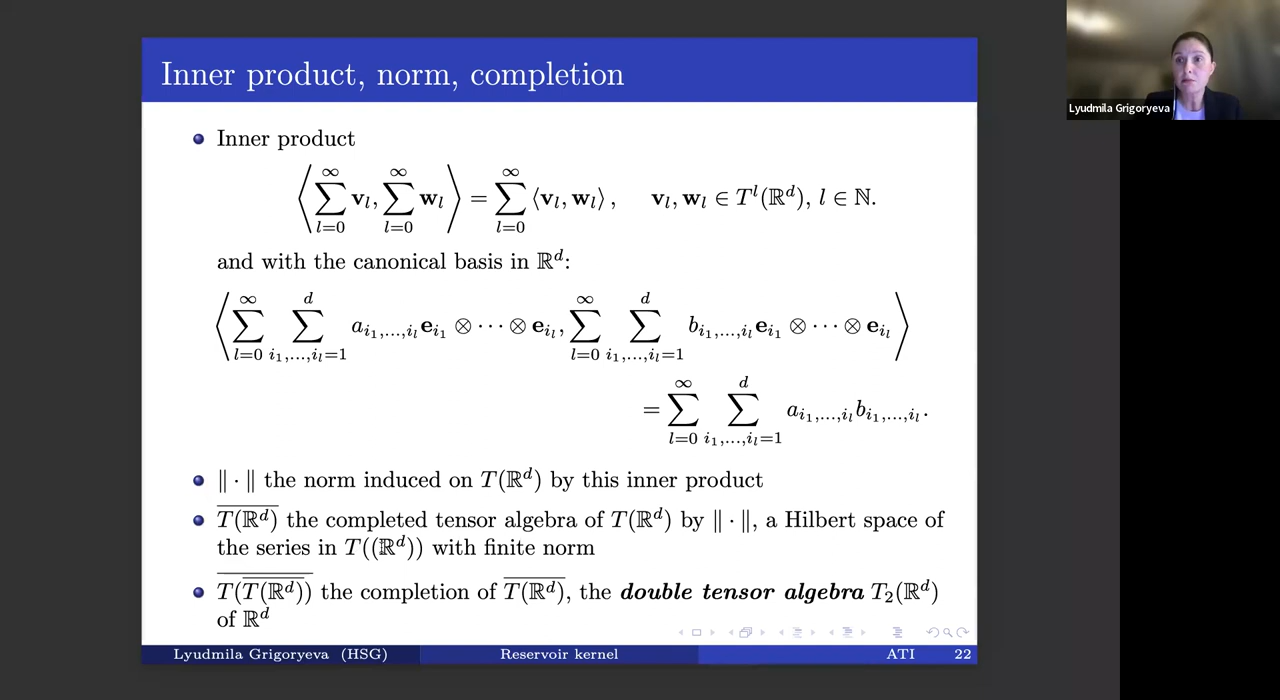 Inner product, norm, completion
Lyudmila Grigoryeva
Inner product
⟨∑_{l=0}^{∞} v_l, ∑_{l=0}^{∞} w_l⟩ = ∑_{l=0}^{∞} ⟨v_l, w_l⟩, v_l, w_l ∈ T^l(ℝ^d), l ∈ ℕ.
and with the canonical basis in ℝ^d:
⟨∑_{l=0}^{∞} ∑_{i_1,...,i_l=1}^{d} a_{i_1,...,i_l} e_{i_1} ⊗ ··· ⊗ e_{i_l}, ∑_{l=0}^{∞} ∑_{i_1,...,i_l=1}^{d} b_{i_1,...,i_l} e_{i_1} ⊗ ··· ⊗ e_{i_l}⟩
= ∑_{l=0}^{∞} ∑_{i_1,...,i_l=1}^{d} a_{i_1,...,i_l} b_{i_1,...,i_l}.
‖ · ‖ the norm induced on T(ℝ^d) by this inner product
\overline{T(ℝ^d)} the completed tensor algebra of T(ℝ^d) by ‖ · ‖, a Hilbert space of
the series in T((ℝ^d)) with finite norm
\overline{T(\overline{T(ℝ^d)})} the completion of \overline{T(ℝ^d)}, the double tensor algebra T_2(ℝ^d)
of ℝ^d
Lyudmila Grigoryeva (HSG) Reservoir kernel ATI 22